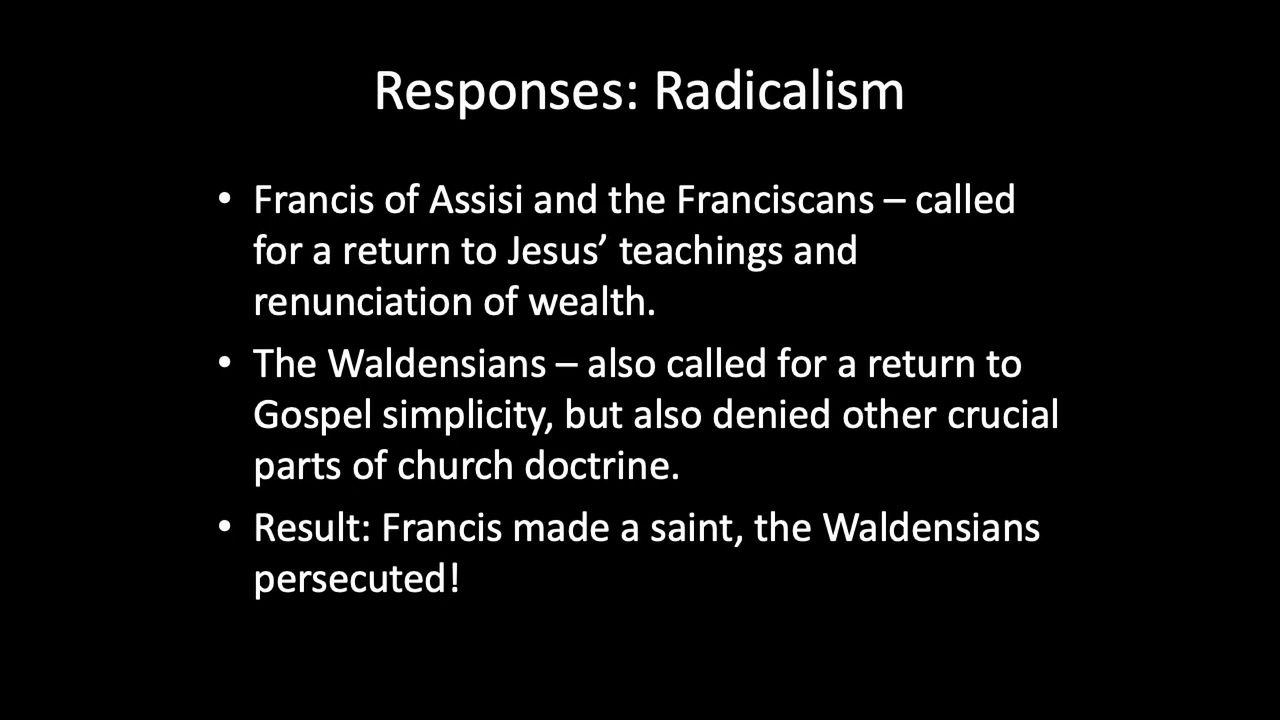 Responses: Radicalism
• Francis of Assisi and the Franciscans – called
for a return to Jesus’ teachings and
renunciation of wealth.
• The Waldensians – also called for a return to
Gospel simplicity, but also denied other crucial
parts of church doctrine.
• Result: Francis made a saint, the Waldensians
persecuted!